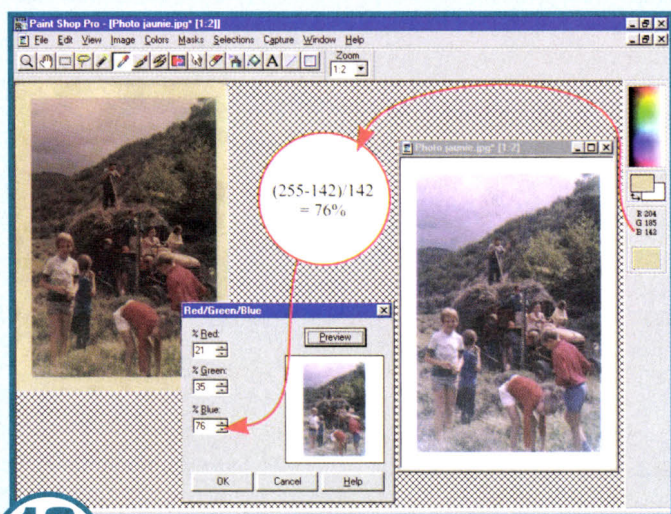 Paint Shop Pro - [Photo jaunie.jpg* [1:2]]
File Edit View Image Colors Masks Selections Capture Window Help
Zoom
1:2
A
Photo jaunie.jpg* [1:2]
(255-142)/142
= 76%
R 204
G 185
B 142
Red/Green/Blue
% Red:
21
% Green:
35
% Blue:
76
Preview
OK Cancel Help